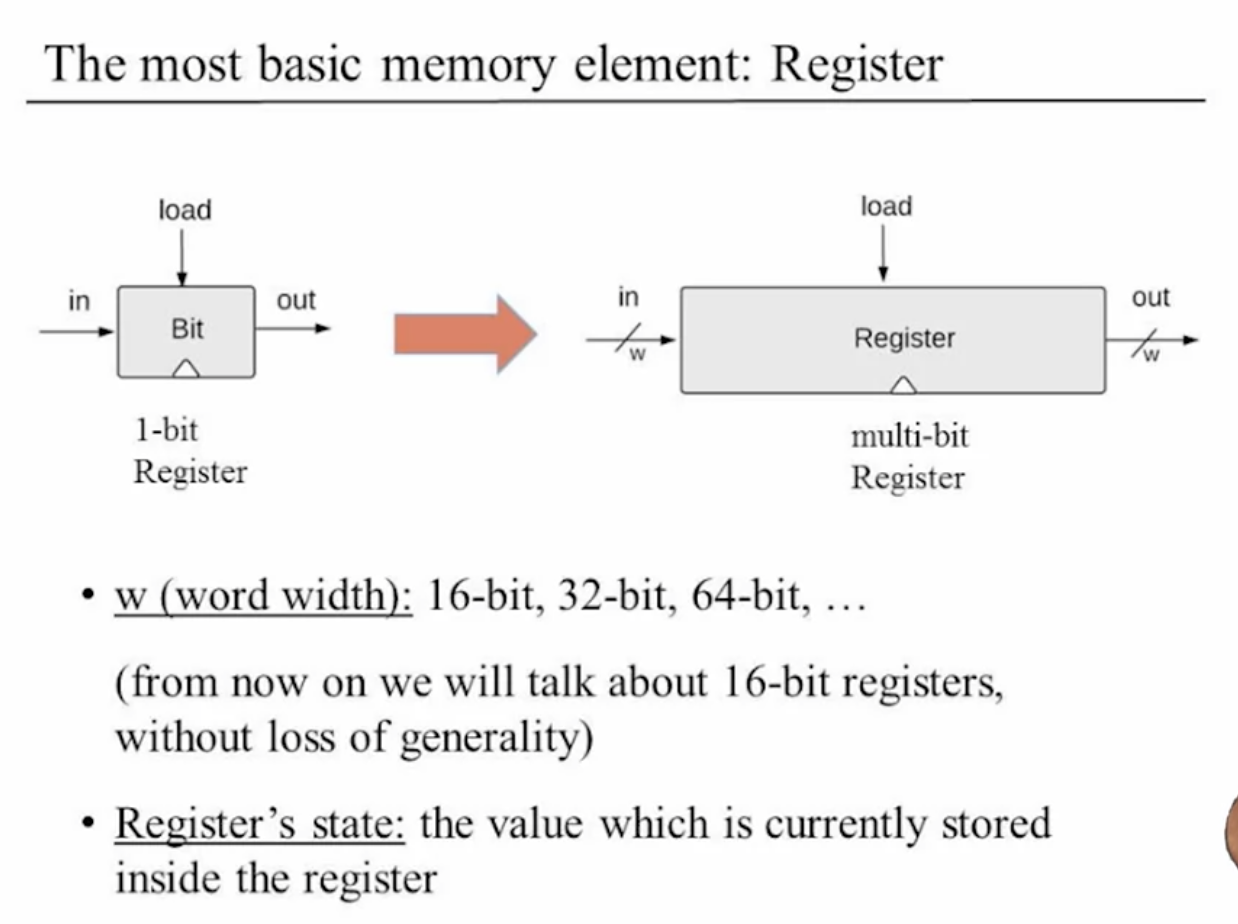 The most basic memory element: Register
load
in
Bit
out
1-bit
Register
load
in
w
Register
out
w
multi-bit
Register
• w (word width): 16-bit, 32-bit, 64-bit, …
(from now on we will talk about 16-bit registers,
without loss of generality)
• Register’s state: the value which is currently stored
inside the register